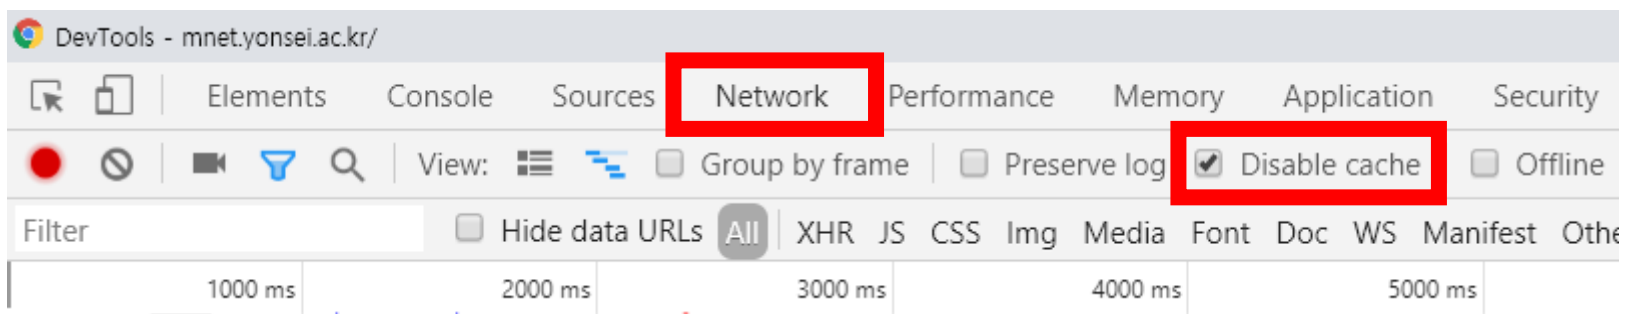 DevTools - mnet.yonsei.ac.kr/
Elements Console Sources Network Performance Memory Application Security
View: Group by frame Preserve log Disable cache Offline
Filter Hide data URLs All XHR JS CSS Img Media Font Doc WS Manifest Othe
1000 ms 2000 ms 3000 ms 4000 ms 5000 ms